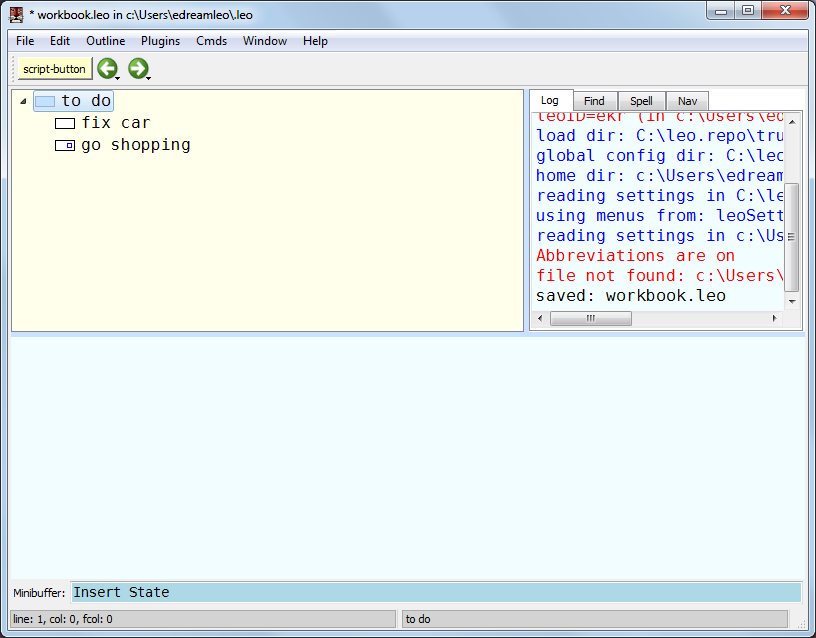 * workbook.leo in c:\Users\edreamleo\.leo
File Edit Outline Plugins Cmds Window Help
script-button
to do
fix car
go shopping
Log Find Spell Nav
leoID=ekr (in c:\Users\ed
load dir: C:\leo.repo\tru
global config dir: C:\leo
home dir: c:\Users\edream
reading settings in C:\le
using menus from: leoSett
reading settings in c:\Us
Abbreviations are on
file not found: c:\Users\
saved: workbook.leo
Minibuffer: Insert State
line: 1, col: 0, fcol: 0
to do